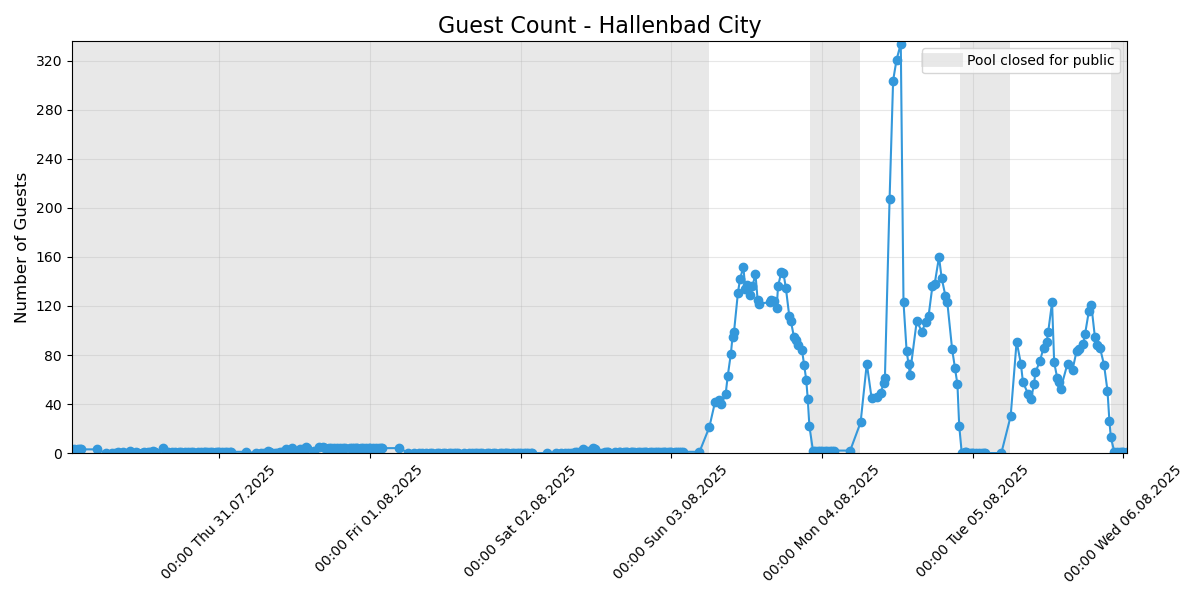 Guest Count - Hallenbad City
Pool closed for public
Number of Guests
320
280
240
200
160
120
80
40
0
00:00 Thu 31.07.2025
00:00 Fri 01.08.2025
00:00 Sat 02.08.2025
00:00 Sun 03.08.2025
00:00 Mon 04.08.2025
00:00 Tue 05.08.2025
00:00 Wed 06.08.2025